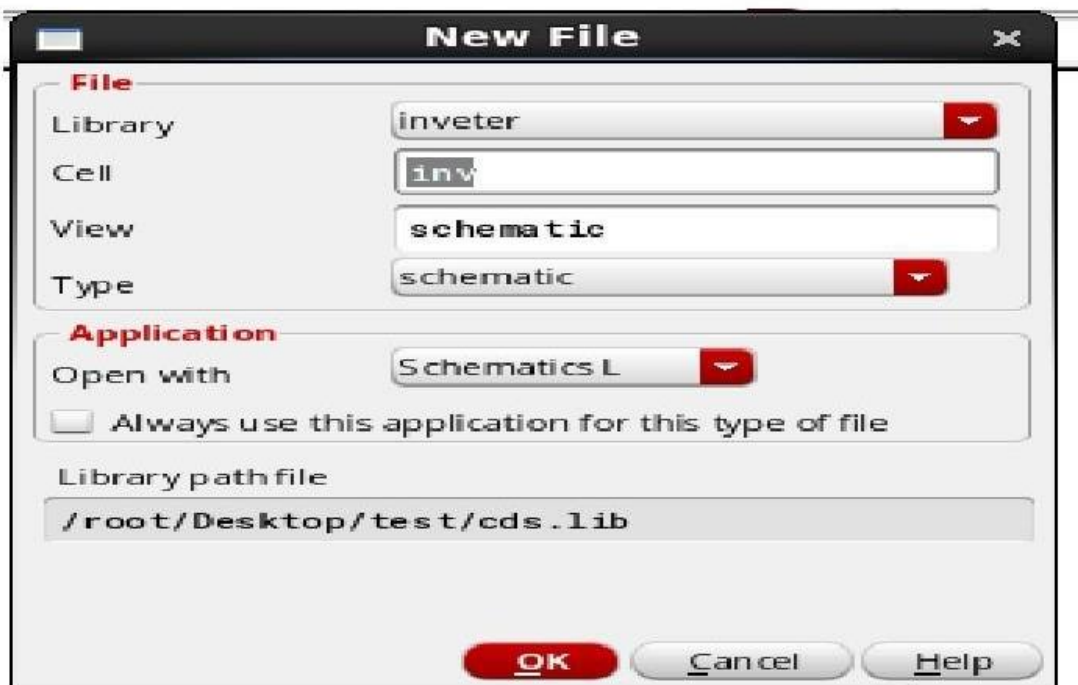 New File
File
Library inveter
Cell inv
View schematic
Type schematic
Application
Open with Schematics L
Always use this application for this type of file
Library path file
/root/Desktop/test/cds.lib
OK Cancel Help